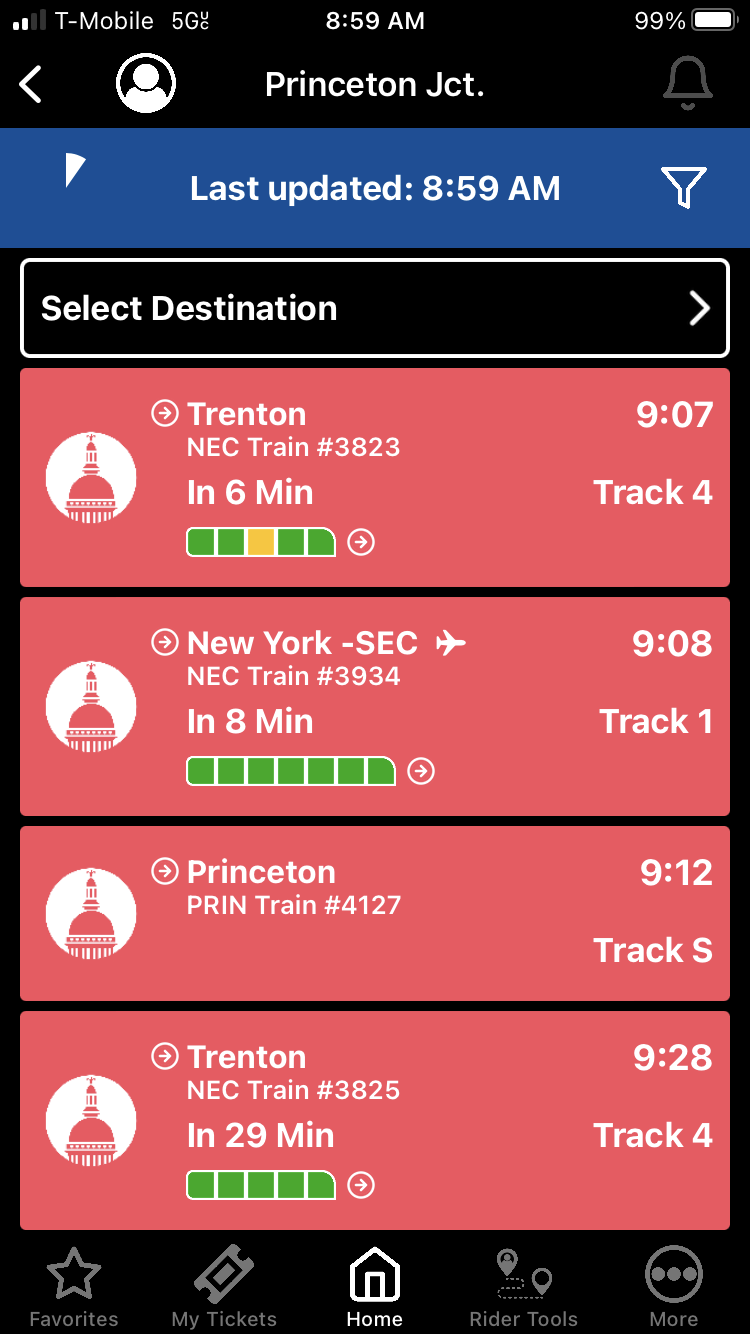 T-Mobile 5GU 8:59 AM 99%
Princeton Jct.
Last updated: 8:59 AM
Select Destination
Trenton 9:07
NEC Train #3823
In 6 Min Track 4
New York -SEC 9:08
NEC Train #3934
In 8 Min Track 1
Princeton 9:12
PRIN Train #4127
Track S
Trenton 9:28
NEC Train #3825
In 29 Min Track 4
Favorites My Tickets Home Rider Tools More